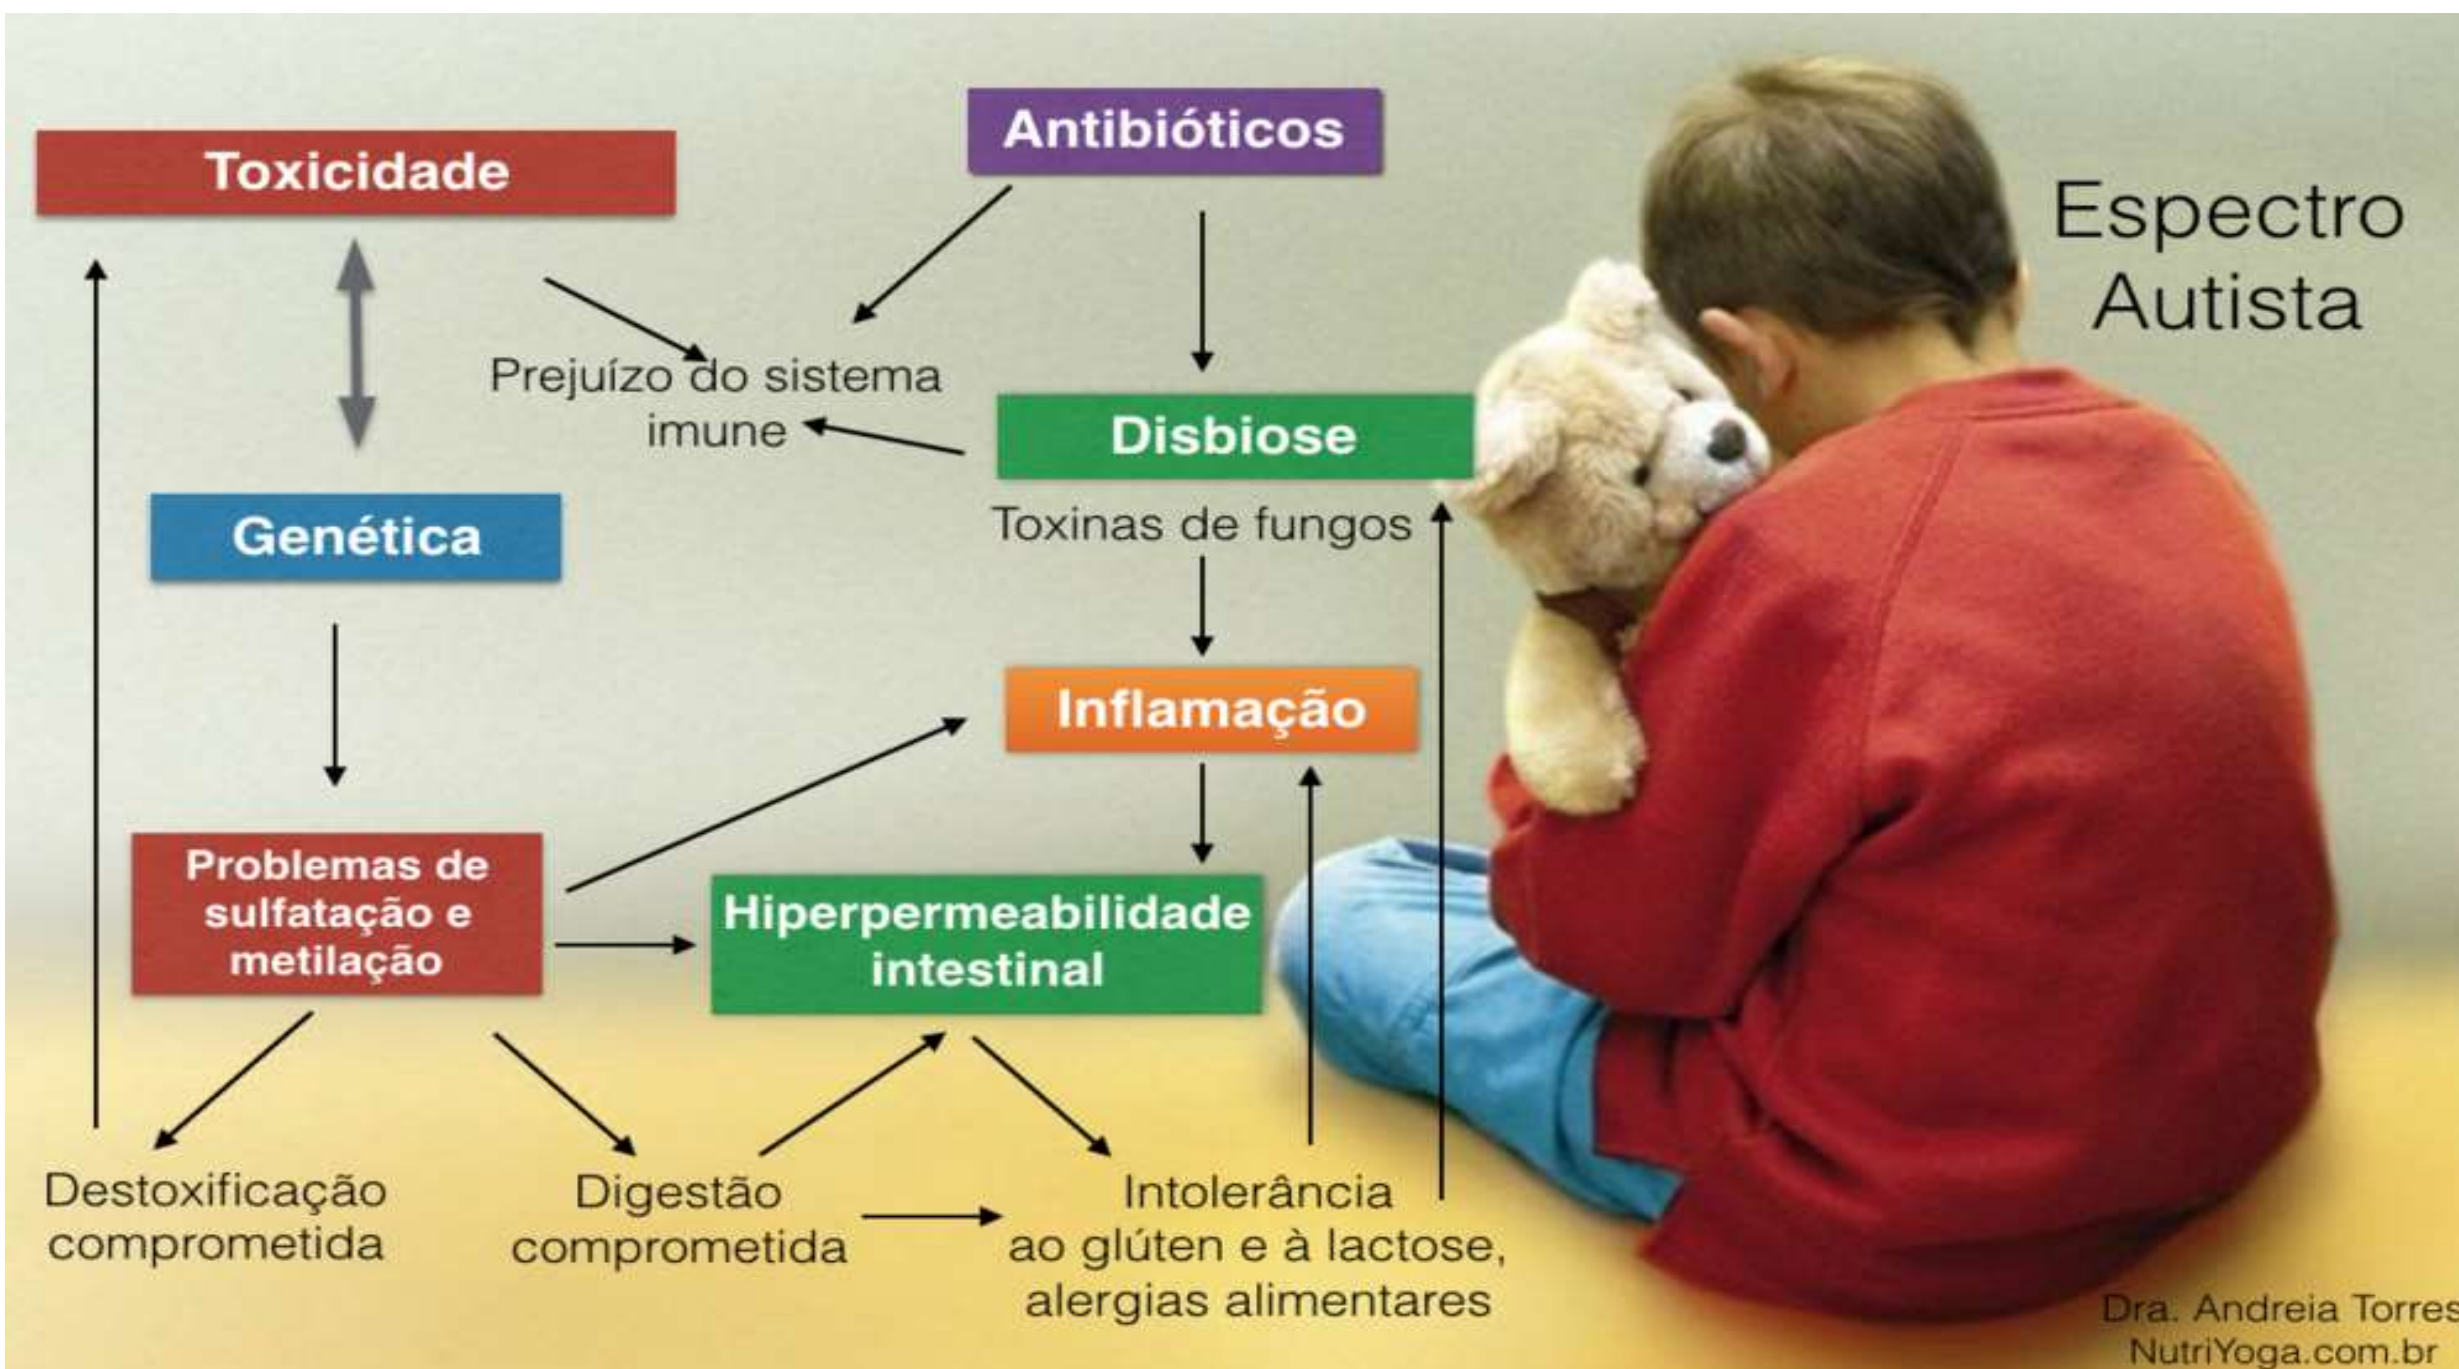 Antibióticos
Toxicidade
Espectro
Autista
Prejuízo do sistema
imune
Disbiose
Toxinas de fungos
Genética
Inflamação
Problemas de
sulfatação e
metilação
Hiperpermeabilidade
intestinal
Destoxificação
comprometida
Digestão
comprometida
Intolerância
ao glúten e à lactose,
alergias alimentares
Dra. Andreia Torres
NutriYoga.com.br